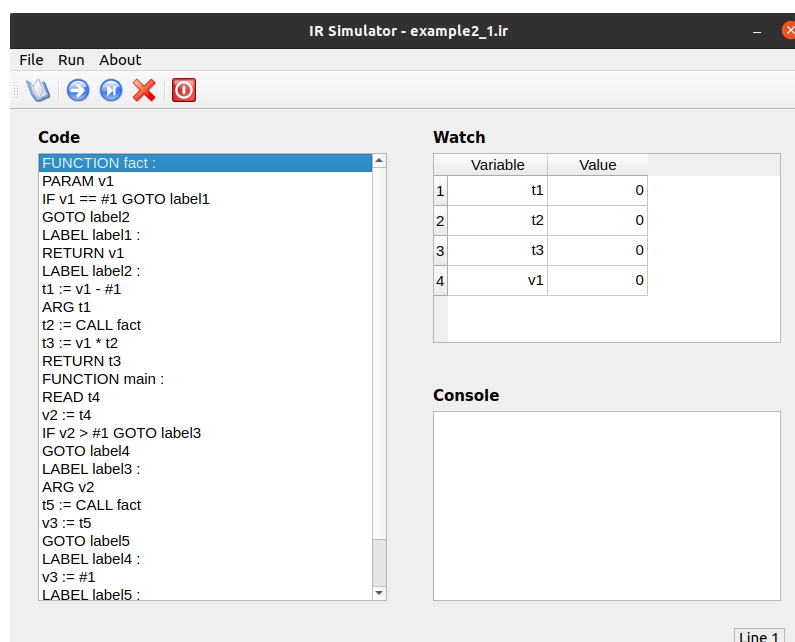 IR Simulator - example2_1.ir
File Run About
Code
FUNCTION fact :
PARAM v1
IF v1 == #1 GOTO label1
GOTO label2
LABEL label1 :
RETURN v1
LABEL label2 :
t1 := v1 - #1
ARG t1
t2 := CALL fact
t3 := v1 * t2
RETURN t3
FUNCTION main :
READ t4
v2 := t4
IF v2 > #1 GOTO label3
GOTO label4
LABEL label3 :
ARG v2
t5 := CALL fact
v3 := t5
GOTO label5
LABEL label4 :
v3 := #1
LABEL label5 :
Watch
Variable Value
1 t1 0
2 t2 0
3 t3 0
4 v1 0
Console
Line 1